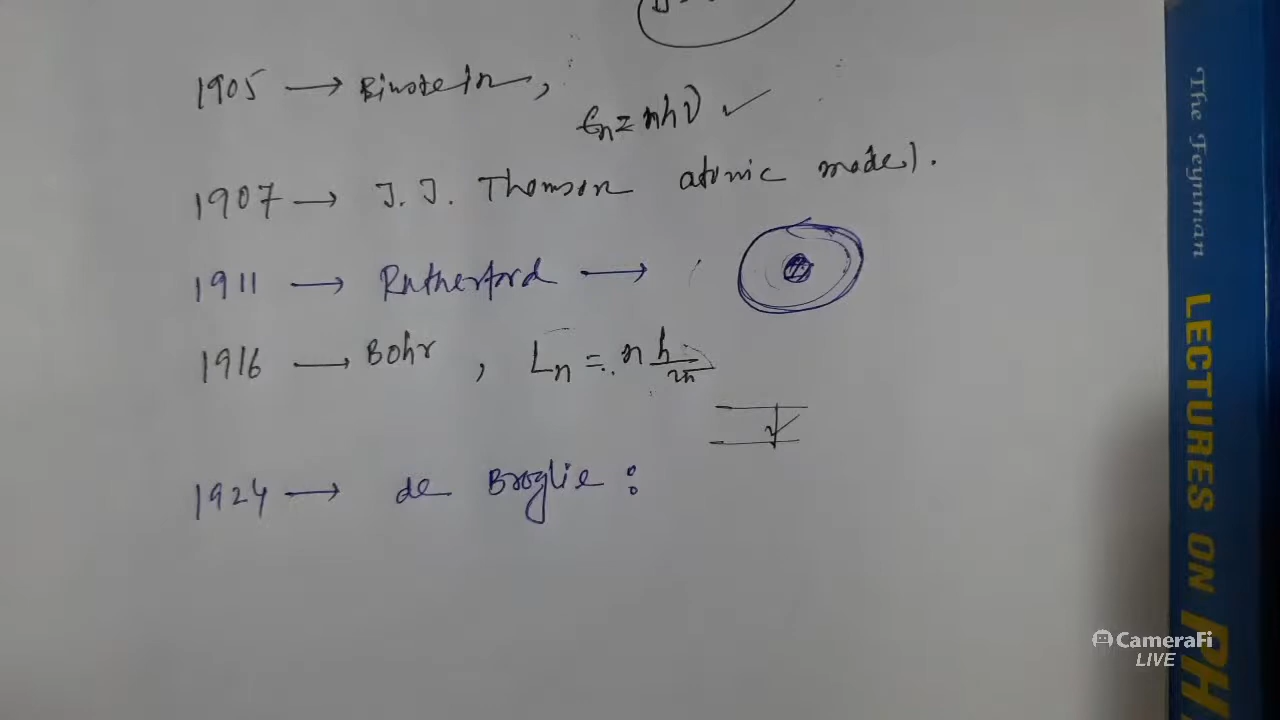 1905 → Einstein,
En = nhν ✓
1907 → J. J. Thomson atomic model.
1911 → Rutherford →
1916 → Bohr , Ln = n h/2π
1924 → de Broglie :
The Feynman
LECTURES ON PH
CameraFi
LIVE